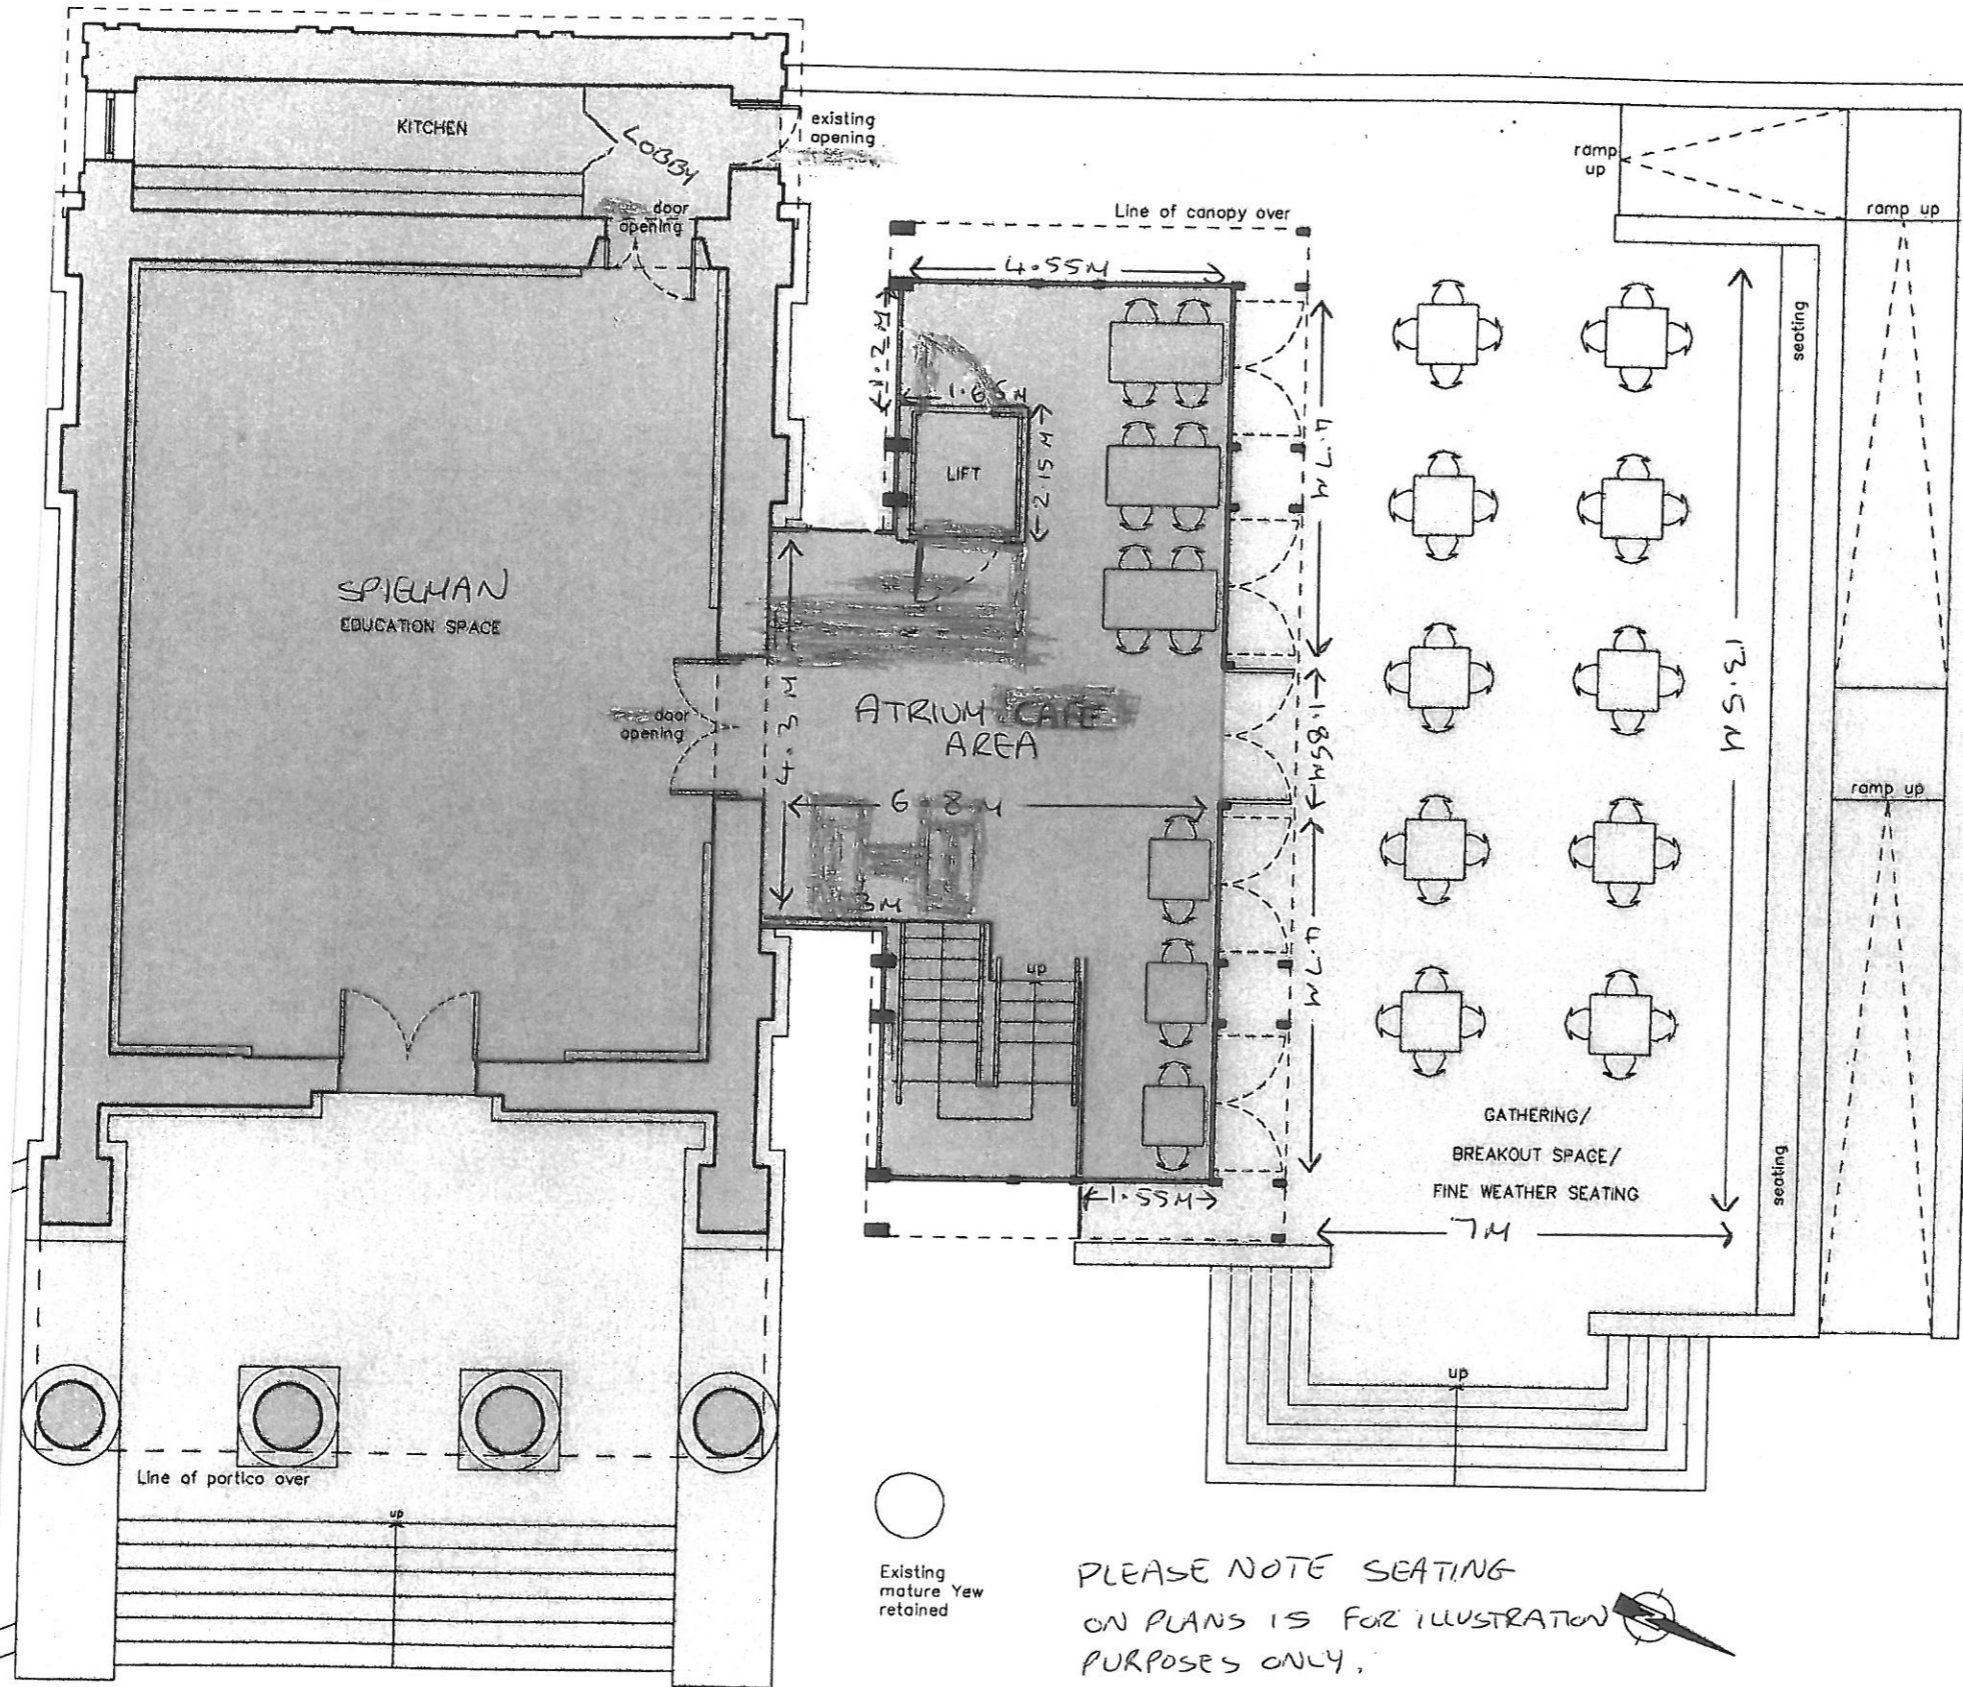 KITCHEN
LOBBY
existing
opening
door
opening
ramp
up
ramp up
Line of canopy over
4.55M
1.2M
1.65M
2.15M
LIFT
4.7M
seating
13.5M
SPIELMAN
EDUCATION SPACE
door
opening
4.3M
ATRIUM CAFE
AREA
1.85M
6.8M
3M
up
4.7M
ramp up
GATHERING/
BREAKOUT SPACE/
FINE WEATHER SEATING
seating
1.55M
7M
up
Line of portico over
up
Existing
mature Yew
retained
PLEASE NOTE SEATING
ON PLANS IS FOR ILLUSTRATION
PURPOSES ONLY.